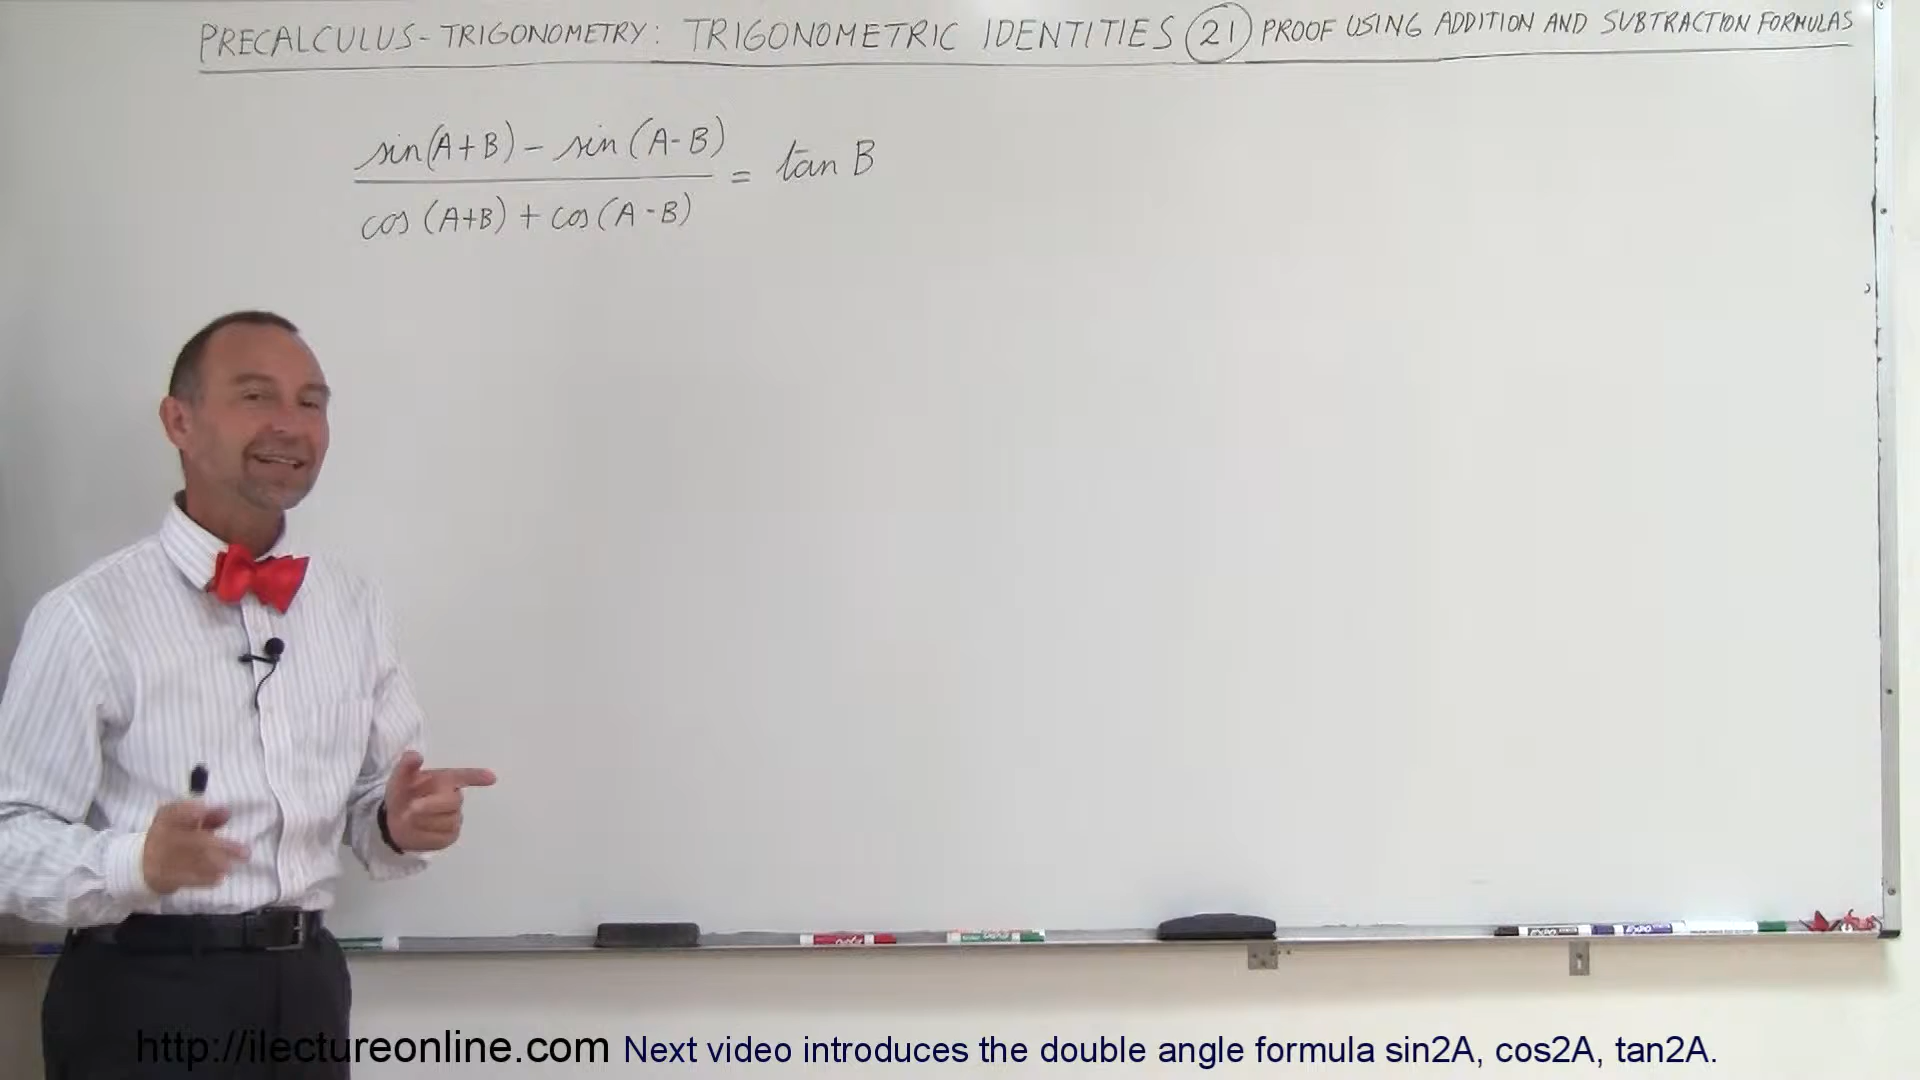 PRECALCULUS - TRIGONOMETRY: TRIGONOMETRIC IDENTITIES 21 PROOF USING ADDITION AND SUBTRACTION FORMULAS
sin(A+B) - sin(A-B)
= tan B
cos(A+B) + cos(A-B)
http://ilectureonline.com Next video introduces the double angle formula sin2A, cos2A, tan2A.